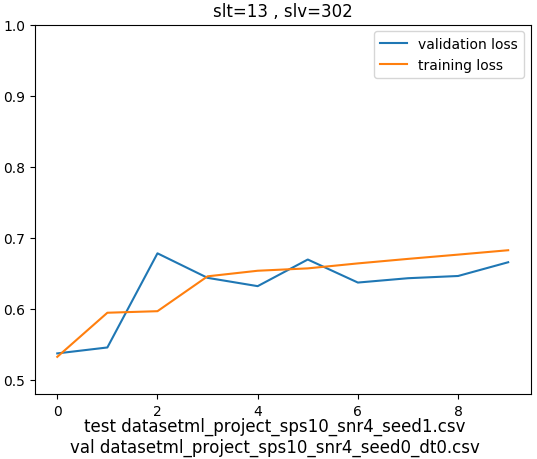 slt=13 , slv=302
1.0
0.9
0.8
0.7
0.6
0.5
validation loss
training loss
0
2
4
6
8
test datasetml_project_sps10_snr4_seed1.csv
val datasetml_project_sps10_snr4_seed0_dt0.csv